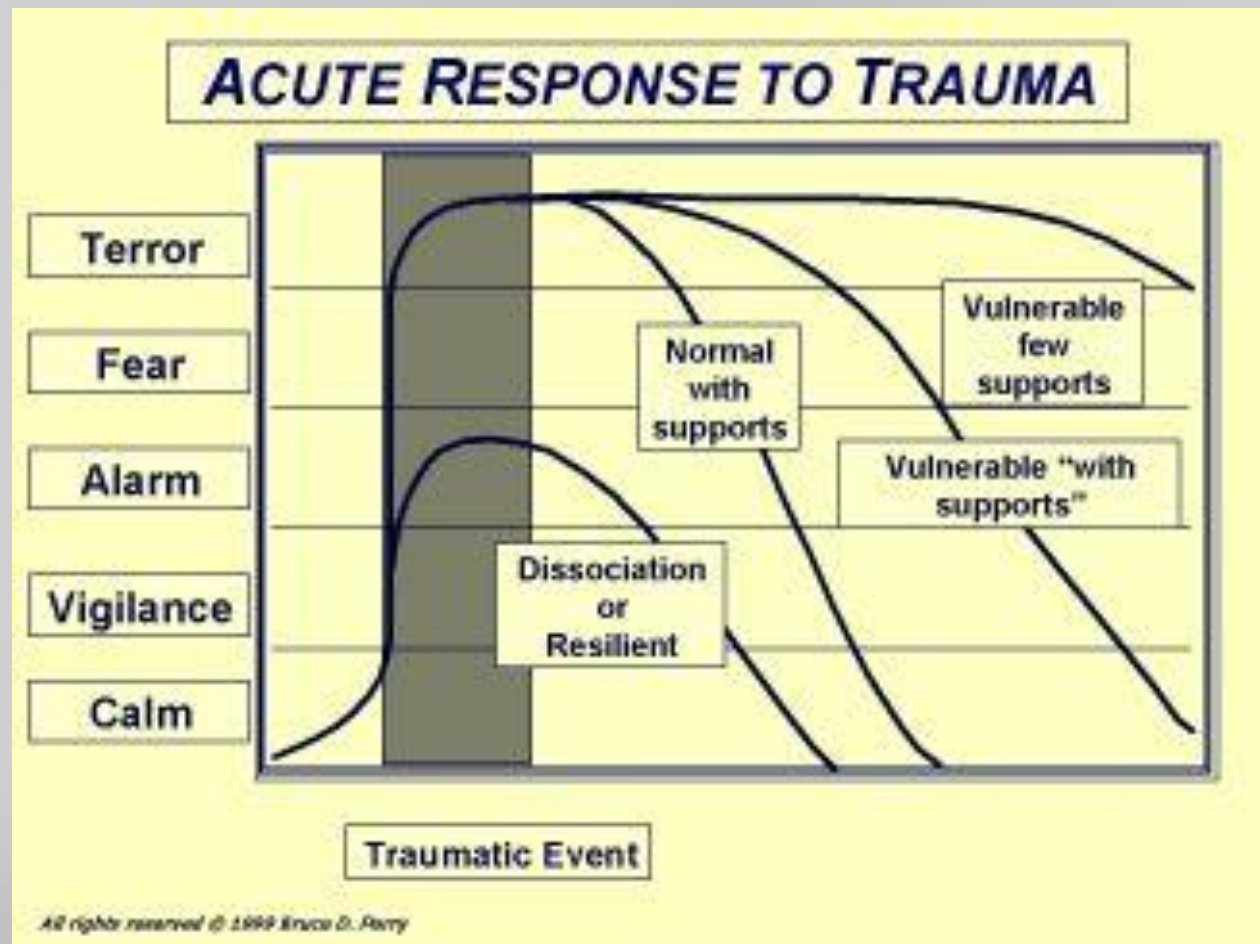 ACUTE RESPONSE TO TRAUMA
Terror
Fear
Alarm
Vigilance
Calm
Vulnerable
few
supports
Normal
with
supports
Vulnerable “with
supports”
Dissociation
or
Resilient
Traumatic Event
All rights reserved © 1999 Bruce D. Perry